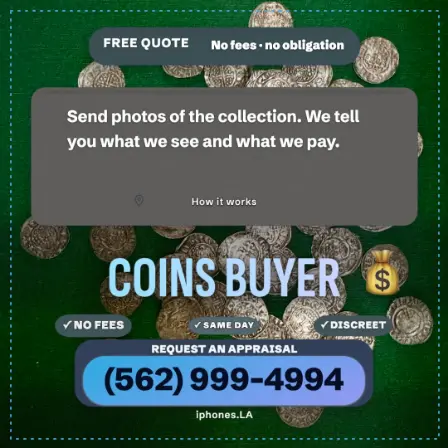 FREE QUOTE
No fees · no obligation
Send photos of the collection. We tell
you what we see and what we pay.
How it works
COINS BUYER
✓NO FEES
✓SAME DAY
✓DISCREET
REQUEST AN APPRAISAL
(562) 999-4994
iphones.LA